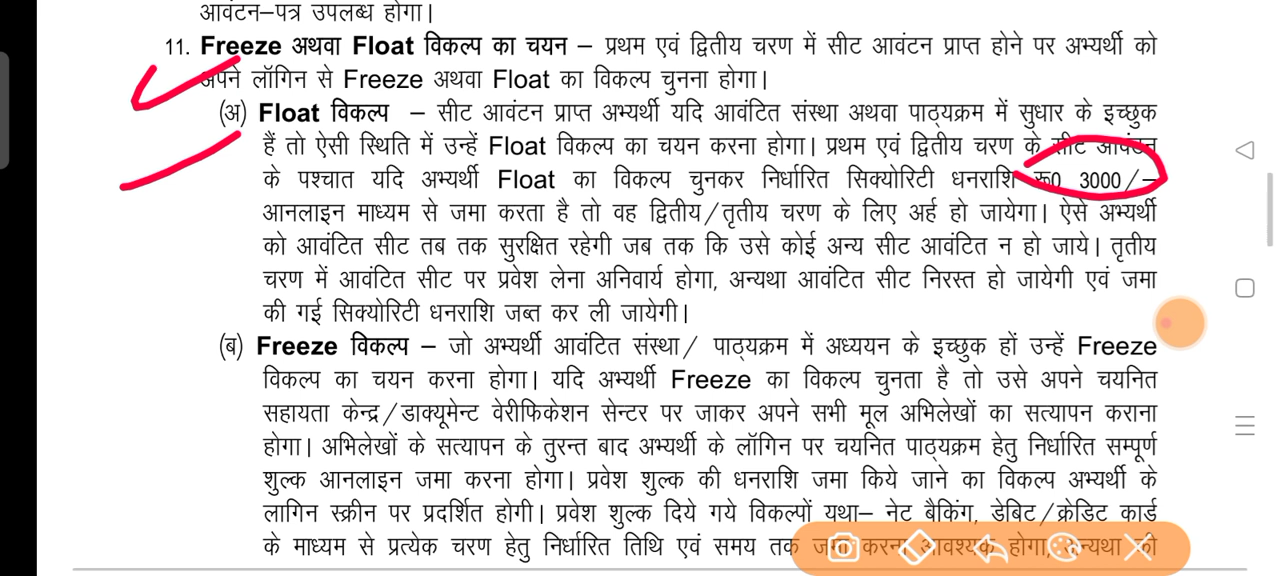 आवंटन–पत्र उपलब्ध होगा।
11. Freeze अथवा Float विकल्प का चयन – प्रथम एवं द्वितीय चरण में सीट आवंटन प्राप्त होने पर अभ्यर्थी को
अपने लॉगिन से Freeze अथवा Float का विकल्प चुनना होगा।
(अ) Float विकल्प – सीट आवंटन प्राप्त अभ्यर्थी यदि आवंटित संस्था अथवा पाठ्यक्रम में सुधार के इच्छुक
हैं तो ऐसी स्थिति में उन्हें Float विकल्प का चयन करना होगा। प्रथम एवं द्वितीय चरण के सीट आवंटन
के पश्चात यदि अभ्यर्थी Float का विकल्प चुनकर निर्धारित सिक्योरिटी धनराशि रू0 3000/–
आनलाइन माध्यम से जमा करता है तो वह द्वितीय/तृतीय चरण के लिए अर्ह हो जायेगा। ऐसे अभ्यर्थी
को आवंटित सीट तब तक सुरक्षित रहेगी जब तक कि उसे कोई अन्य सीट आवंटित न हो जाये। तृतीय
चरण में आवंटित सीट पर प्रवेश लेना अनिवार्य होगा, अन्यथा आवंटित सीट निरस्त हो जायेगी एवं जमा
की गई सिक्योरिटी धनराशि जब्त कर ली जायेगी।
(ब) Freeze विकल्प – जो अभ्यर्थी आवंटित संस्था/ पाठ्यक्रम में अध्ययन के इच्छुक हों उन्हें Freeze
विकल्प का चयन करना होगा। यदि अभ्यर्थी Freeze का विकल्प चुनता है तो उसे अपने चयनित
सहायता केन्द्र/डाक्यूमेन्ट वेरीफिकेशन सेन्टर पर जाकर अपने सभी मूल अभिलेखों का सत्यापन कराना
होगा। अभिलेखों के सत्यापन के तुरन्त बाद अभ्यर्थी के लॉगिन पर चयनित पाठ्यक्रम हेतु निर्धारित सम्पूर्ण
शुल्क आनलाइन जमा करना होगा। प्रवेश शुल्क की धनराशि जमा किये जाने का विकल्प अभ्यर्थी के
लागिन स्क्रीन पर प्रदर्शित होगी। प्रवेश शुल्क दिये गये विकल्पों यथा– नेट बैकिंग, डेबिट/क्रेडिट कार्ड
के माध्यम से प्रत्येक चरण हेतु निर्धारित तिथि एवं समय तक जमा करना आवश्यक होगा, अन्यथा की